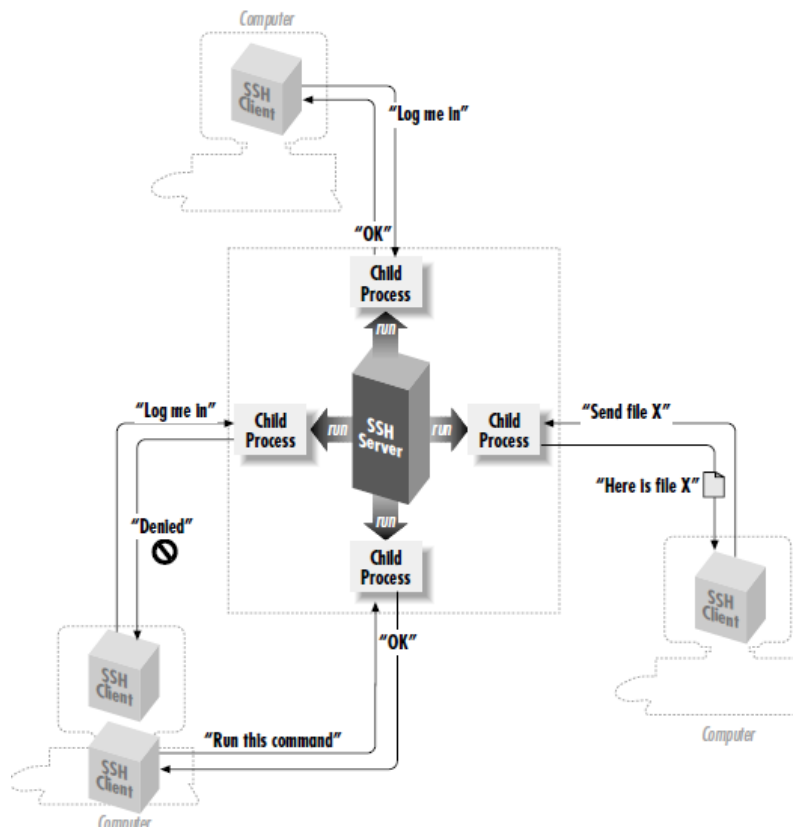 Computer
SSH
Client
“Log me in”
“OK”
Child
Process
run
“Log me in”
Child
Process
run
SSH
Server
run
Child
Process
“Send file X”
“Here is file X”
“Denied”
run
Child
Process
“OK”
SSH
Client
SSH
Client
“Run this command”
SSH
Client
Computer
Computer